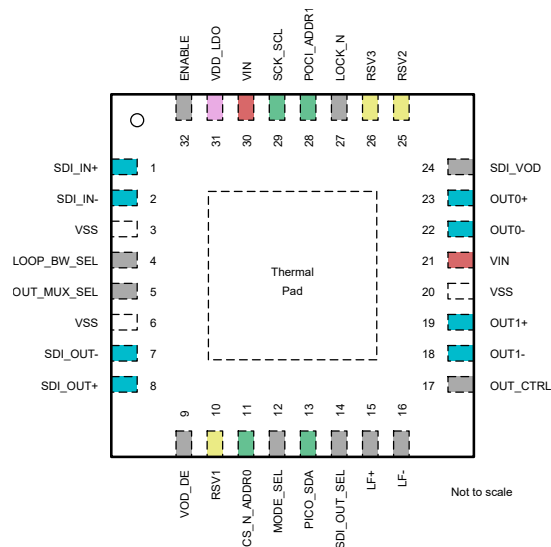 ENABLE
VDD_LDO
VIN
SCK_SCL
POCI_ADDR1
LOCK_N
RSV3
RSV2
32
31
30
29
28
27
26
25
SDI_IN+ 1
SDI_IN- 2
VSS 3
LOOP_BW_SEL 4
OUT_MUX_SEL 5
VSS 6
SDI_OUT- 7
SDI_OUT+ 8
Thermal
Pad
24 SDI_VOD
23 OUT0+
22 OUT0-
21 VIN
20 VSS
19 OUT1+
18 OUT1-
17 OUT_CTRL
9
10
11
12
13
14
15
16
VOD_DE
RSV1
CS_N_ADDR0
MODE_SEL
PICO_SDA
SDI_OUT_SEL
LF+
LF-
Not to scale